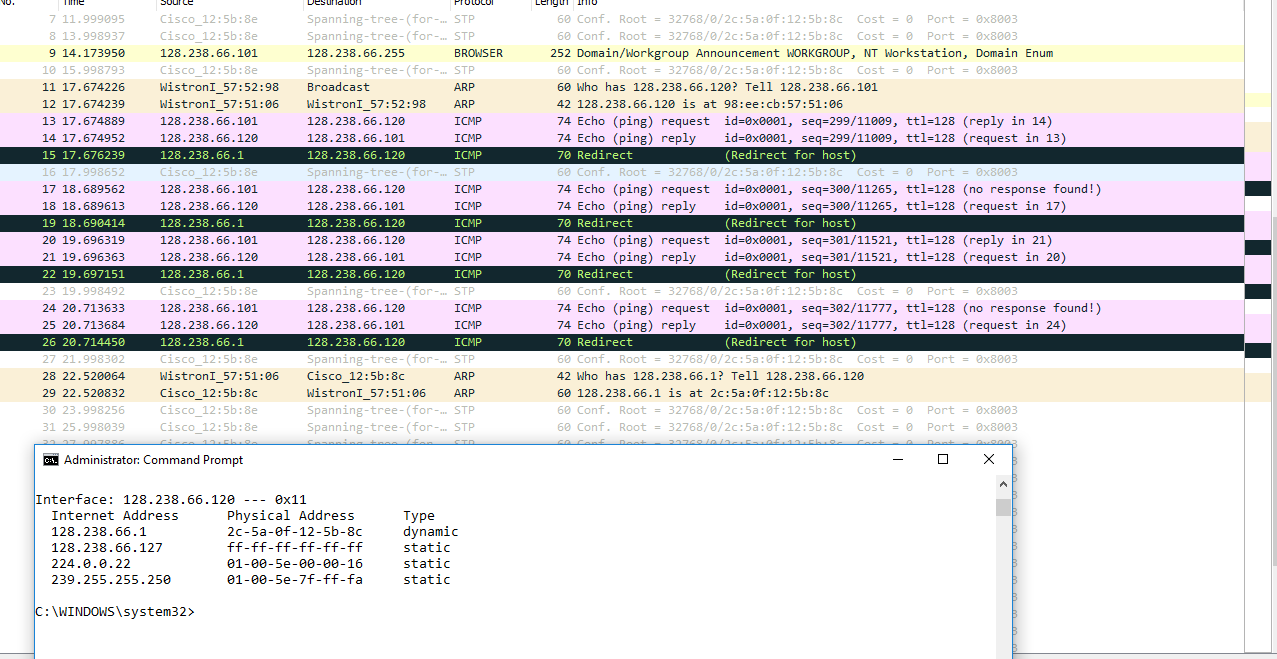 No. Time Source Destination Protocol Length Info
7 11.999095 Cisco_12:5b:8e Spanning-tree-(for-… STP 60 Conf. Root = 32768/0/2c:5a:0f:12:5b:8c Cost = 0 Port = 0x8003
8 13.998937 Cisco_12:5b:8e Spanning-tree-(for-… STP 60 Conf. Root = 32768/0/2c:5a:0f:12:5b:8c Cost = 0 Port = 0x8003
9 14.173950 128.238.66.101 128.238.66.255 BROWSER 252 Domain/Workgroup Announcement WORKGROUP, NT Workstation, Domain Enum
10 15.998793 Cisco_12:5b:8e Spanning-tree-(for-… STP 60 Conf. Root = 32768/0/2c:5a:0f:12:5b:8c Cost = 0 Port = 0x8003
11 17.674226 WistronI_57:52:98 Broadcast ARP 60 Who has 128.238.66.120? Tell 128.238.66.101
12 17.674239 WistronI_57:51:06 WistronI_57:52:98 ARP 42 128.238.66.120 is at 98:ee:cb:57:51:06
13 17.674889 128.238.66.101 128.238.66.120 ICMP 74 Echo (ping) request id=0x0001, seq=299/11009, ttl=128 (reply in 14)
14 17.674952 128.238.66.120 128.238.66.101 ICMP 74 Echo (ping) reply id=0x0001, seq=299/11009, ttl=128 (request in 13)
15 17.676239 128.238.66.1 128.238.66.120 ICMP 70 Redirect (Redirect for host)
16 17.998652 Cisco_12:5b:8e Spanning-tree-(for-… STP 60 Conf. Root = 32768/0/2c:5a:0f:12:5b:8c Cost = 0 Port = 0x8003
17 18.689562 128.238.66.101 128.238.66.120 ICMP 74 Echo (ping) request id=0x0001, seq=300/11265, ttl=128 (no response found!)
18 18.689613 128.238.66.120 128.238.66.101 ICMP 74 Echo (ping) reply id=0x0001, seq=300/11265, ttl=128 (request in 17)
19 18.690414 128.238.66.1 128.238.66.120 ICMP 70 Redirect (Redirect for host)
20 19.696319 128.238.66.101 128.238.66.120 ICMP 74 Echo (ping) request id=0x0001, seq=301/11521, ttl=128 (reply in 21)
21 19.696363 128.238.66.120 128.238.66.101 ICMP 74 Echo (ping) reply id=0x0001, seq=301/11521, ttl=128 (request in 20)
22 19.697151 128.238.66.1 128.238.66.120 ICMP 70 Redirect (Redirect for host)
23 19.998492 Cisco_12:5b:8e Spanning-tree-(for-… STP 60 Conf. Root = 32768/0/2c:5a:0f:12:5b:8c Cost = 0 Port = 0x8003
24 20.713633 128.238.66.101 128.238.66.120 ICMP 74 Echo (ping) request id=0x0001, seq=302/11777, ttl=128 (no response found!)
25 20.713684 128.238.66.120 128.238.66.101 ICMP 74 Echo (ping) reply id=0x0001, seq=302/11777, ttl=128 (request in 24)
26 20.714450 128.238.66.1 128.238.66.120 ICMP 70 Redirect (Redirect for host)
27 21.998302 Cisco_12:5b:8e Spanning-tree-(for-… STP 60 Conf. Root = 32768/0/2c:5a:0f:12:5b:8c Cost = 0 Port = 0x8003
28 22.520064 WistronI_57:51:06 Cisco_12:5b:8c ARP 42 Who has 128.238.66.1? Tell 128.238.66.120
29 22.520832 Cisco_12:5b:8c WistronI_57:51:06 ARP 60 128.238.66.1 is at 2c:5a:0f:12:5b:8c
30 23.998256 Cisco_12:5b:8e Spanning-tree-(for-… STP 60 Conf. Root = 32768/0/2c:5a:0f:12:5b:8c Cost = 0 Port = 0x8003
31 25.998039 Cisco_12:5b:8e Spanning-tree-(for-… STP 60 Conf. Root = 32768/0/2c:5a:0f:12:5b:8c Cost = 0 Port = 0x8003
32 27.997886 Cisco_12:5b:8e Spanning-tree-(for-… STP 60 Conf. Root = 32768/0/2c:5a:0f:12:5b:8c Cost = 0 Port = 0x8003
Administrator: Command Prompt
Interface: 128.238.66.120 --- 0x11
Internet Address Physical Address Type
128.238.66.1 2c-5a-0f-12-5b-8c dynamic
128.238.66.127 ff-ff-ff-ff-ff-ff static
224.0.0.22 01-00-5e-00-00-16 static
239.255.255.250 01-00-5e-7f-ff-fa static
C:\WINDOWS\system32>